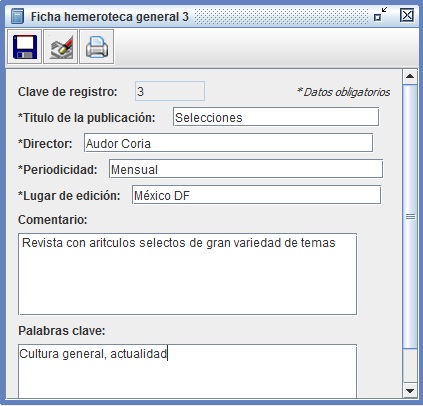 Ficha hemeroteca general 3
Clave de registro: 3 * Datos obligatorios
*Titulo de la publicación: Selecciones
*Director: Audor Coria
*Periodicidad: Mensual
*Lugar de edición: México DF
Comentario:
Revista con aritculos selectos de gran variedad de temas
Palabras clave:
Cultura general, actualidad